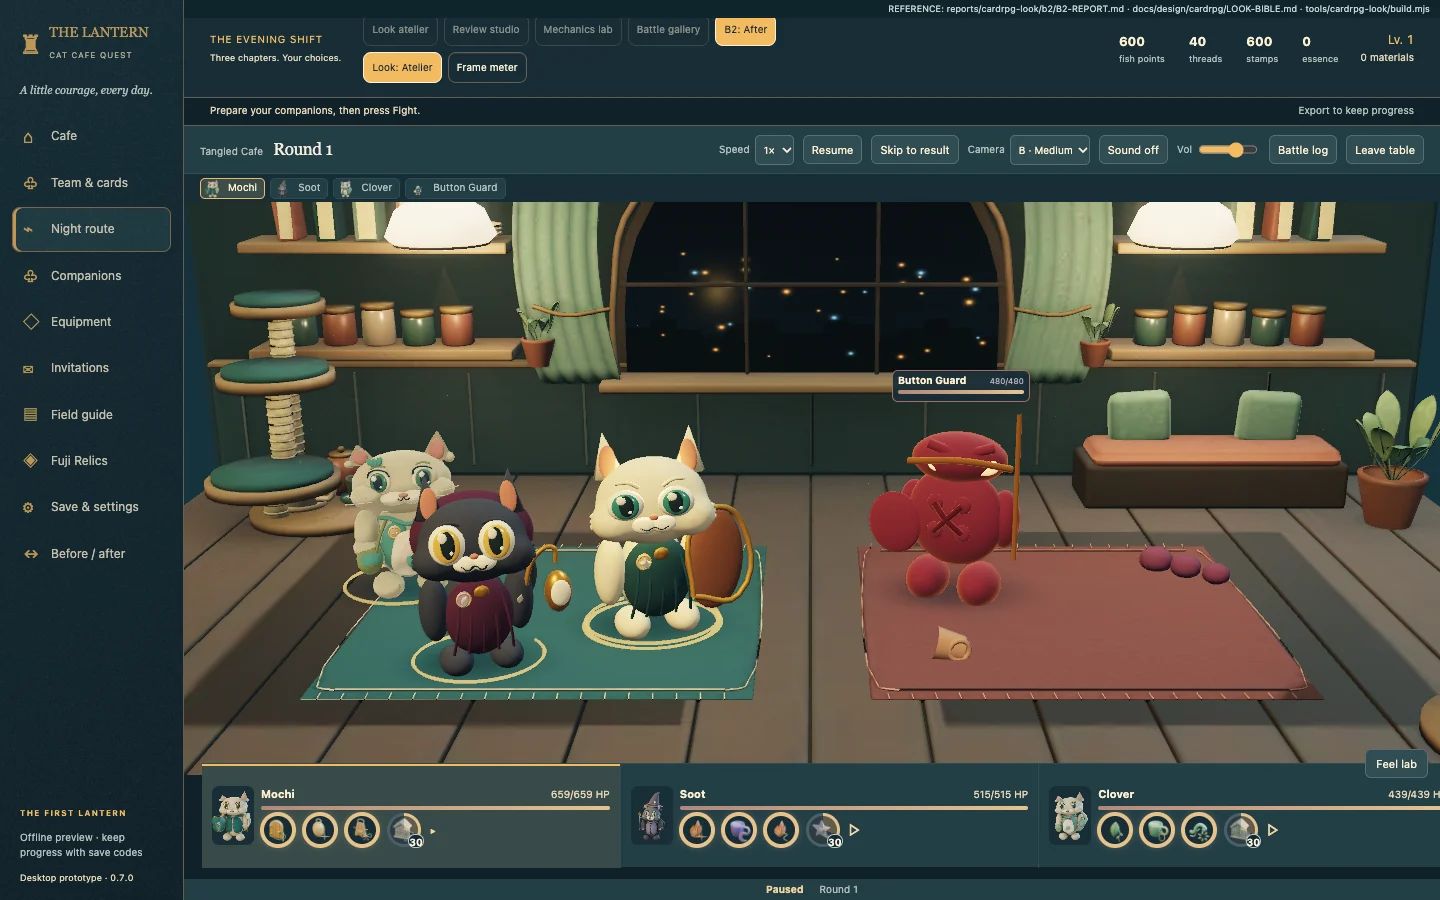 REFERENCE: reports/cardrpg-look/b2/B2-REPORT.md · docs/design/cardrpg/LOOK-BIBLE.md · tools/cardrpg-look/build.mjs
THE LANTERN
CAT CAFE QUEST
A little courage, every day.
Cafe
Team & cards
Night route
Companions
Equipment
Invitations
Field guide
Fuji Relics
Save & settings
Before / after
THE FIRST LANTERN
Offline preview · keep
progress with save codes
Desktop prototype · 0.7.0
THE EVENING SHIFT
Three chapters. Your choices.
Look atelier
Review studio
Mechanics lab
Battle gallery
B2: After
Look: Atelier
Frame meter
600 fish points
40 threads
600 stamps
0 essence
Lv. 1
0 materials
Prepare your companions, then press Fight.
Export to keep progress
Tangled Cafe Round 1
Speed 1x Resume Skip to result Camera B · Medium Sound off Vol Battle log Leave table
Mochi Soot Clover Button Guard
Button Guard 480/480
Feel lab
Mochi 659/659 HP
30
Soot 515/515 HP
30
Clover 439/439 H
30
Paused Round 1